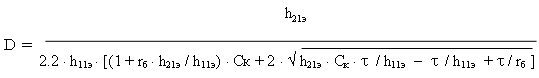 h21э
D =
2.2 · h11э · [(1 + rб · h21э / h11э) · Cк + 2 · √h21э · Cк · τ / h11э − τ / h11э + τ / rб ]